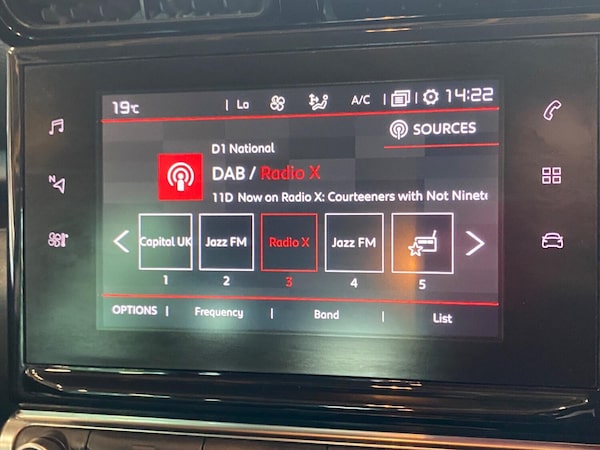 19°C | Lo A/C | | 14:22
SOURCES
D1 National
DAB / Radio X
11D Now on Radio X: Courteeners with Not Ninete
N
Capital UK Jazz FM Radio X Jazz FM
1 2 3 4 5
OPTIONS | Frequency | Band | List